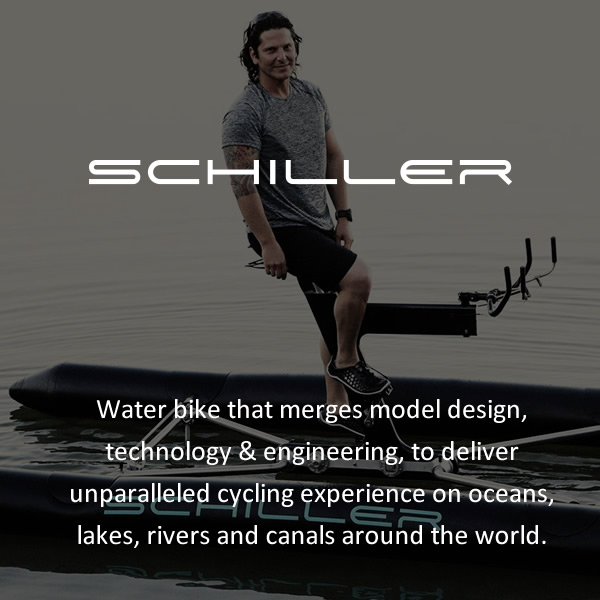 SCHILLER
Water bike that merges model design,
technology & engineering, to deliver
unparalleled cycling experience on oceans,
SCHILLER
lakes, rivers and canals around the world.